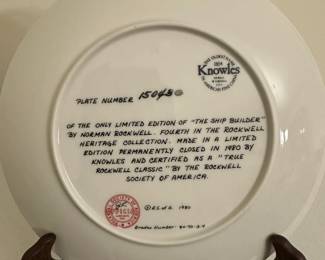 1854
Knowles
PLATE NUMBER 15048
OF THE ONLY LIMITED EDITION OF "THE SHIP BUILDER"
BY NORMAN ROCKWELL. FOURTH IN THE ROCKWELL
HERITAGE COLLECTION. MADE IN A LIMITED
EDITION PERMANENTLY CLOSED IN 1980 BY
KNOWLES AND CERTIFIED AS A "TRUE
ROCKWELL CLASSIC" BY THE ROCKWELL
SOCIETY OF AMERICA.
© R.S. of A. 1980